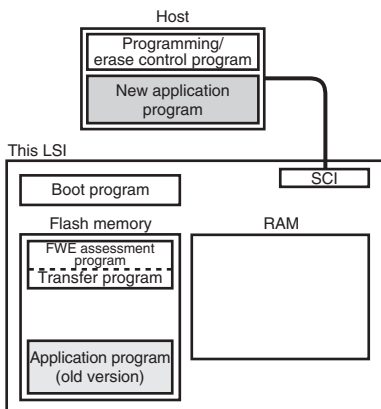 Host
Programming/
erase control program
New application
program
This LSI
SCI
Boot program
Flash memory
RAM
FWE assessment
program
Transfer program
Application program
(old version)